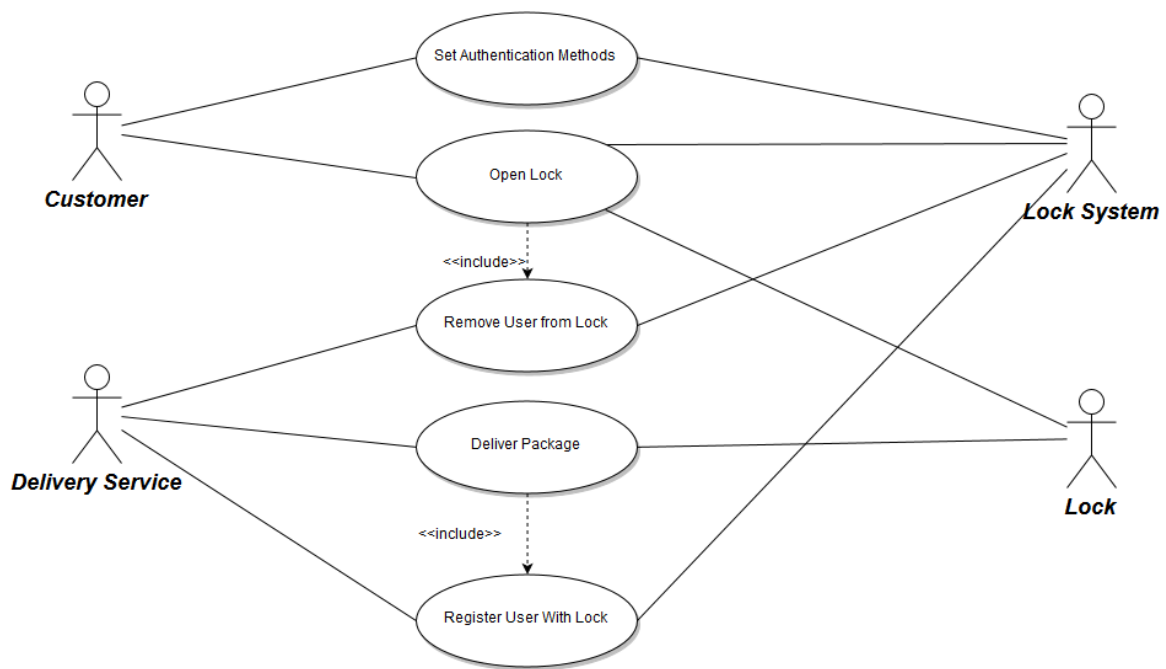 Set Authentication Methods
Customer
Open Lock
Lock System
<<include>>
Remove User from Lock
Delivery Service
Deliver Package
Lock
<<include>>
Register User With Lock